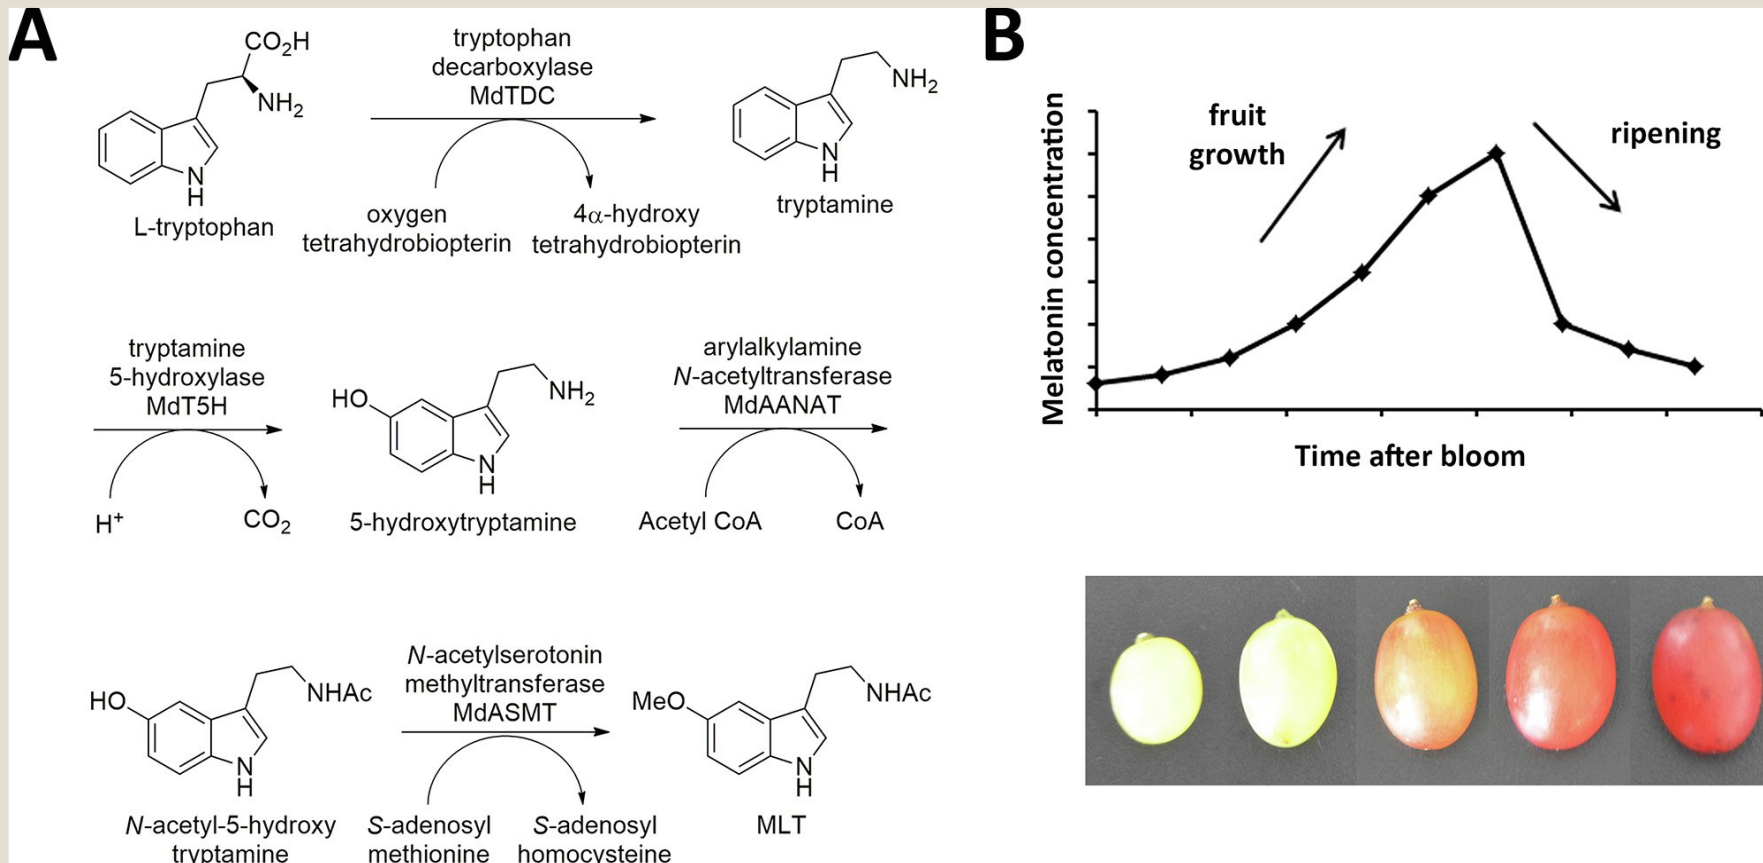 A
CO₂H
NH₂
N
H
L-tryptophan
tryptophan
decarboxylase
MdTDC
oxygen
tetrahydrobiopterin
4α-hydroxy
tetrahydrobiopterin
NH₂
N
H
tryptamine
tryptamine
5-hydroxylase
MdT5H
H⁺
CO₂
HO
NH₂
N
H
5-hydroxytryptamine
arylalkylamine
N-acetyltransferase
MdAANAT
Acetyl CoA
CoA
HO
NHAc
N
H
N-acetyl-5-hydroxy
tryptamine
N-acetylserotonin
methyltransferase
MdASMT
S-adenosyl
methionine
S-adenosyl
homocysteine
MeO
NHAc
N
H
MLT
B
Melatonin concentration
fruit
growth
ripening
Time after bloom